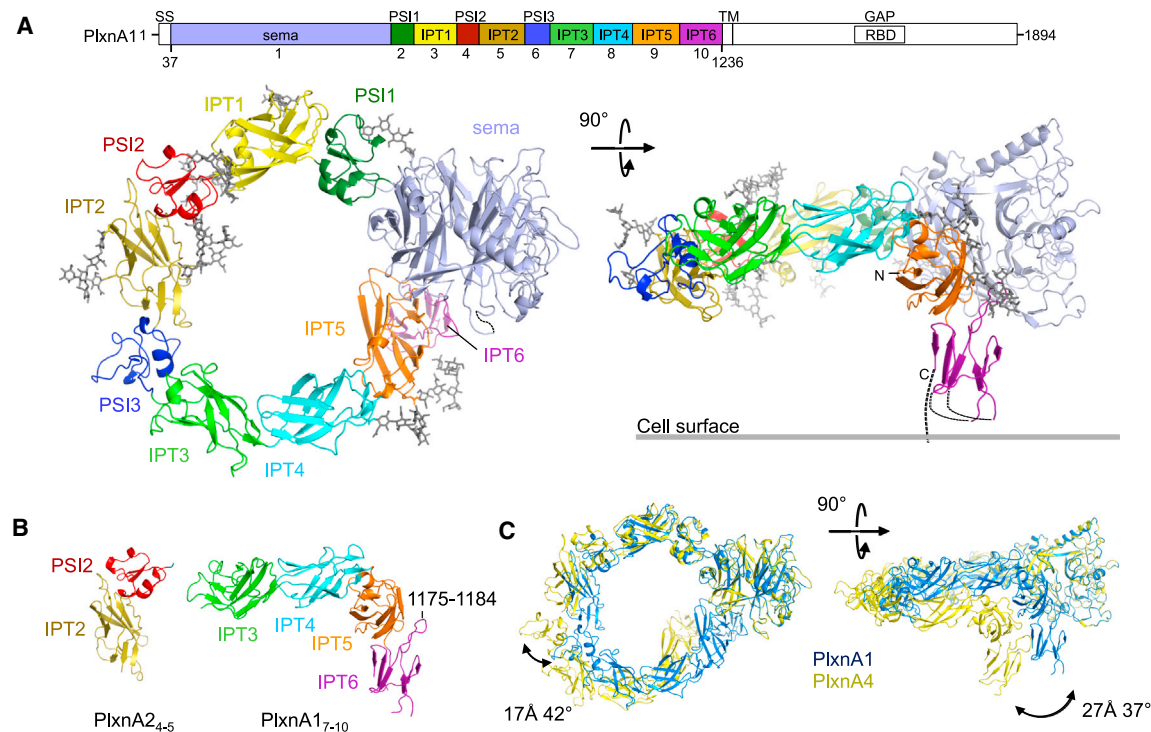 A
SS PSI1 PSI2 PSI3 TM GAP
PlxnA11 sema IPT1 IPT2 IPT3 IPT4 IPT5 IPT6 RBD 1894
37 1 2 3 4 5 6 7 8 9 10 1236
IPT1
PSI1
PSI2
sema
IPT2
IPT5
IPT6
PSI3
IPT3
IPT4
90°
N
C
Cell surface
B
PSI2
IPT2
PlxnA2₄₋₅
IPT3
IPT4
IPT5
IPT6
1175-1184
PlxnA1₇₋₁₀
C
90°
PlxnA1
PlxnA4
17Å 42°
27Å 37°